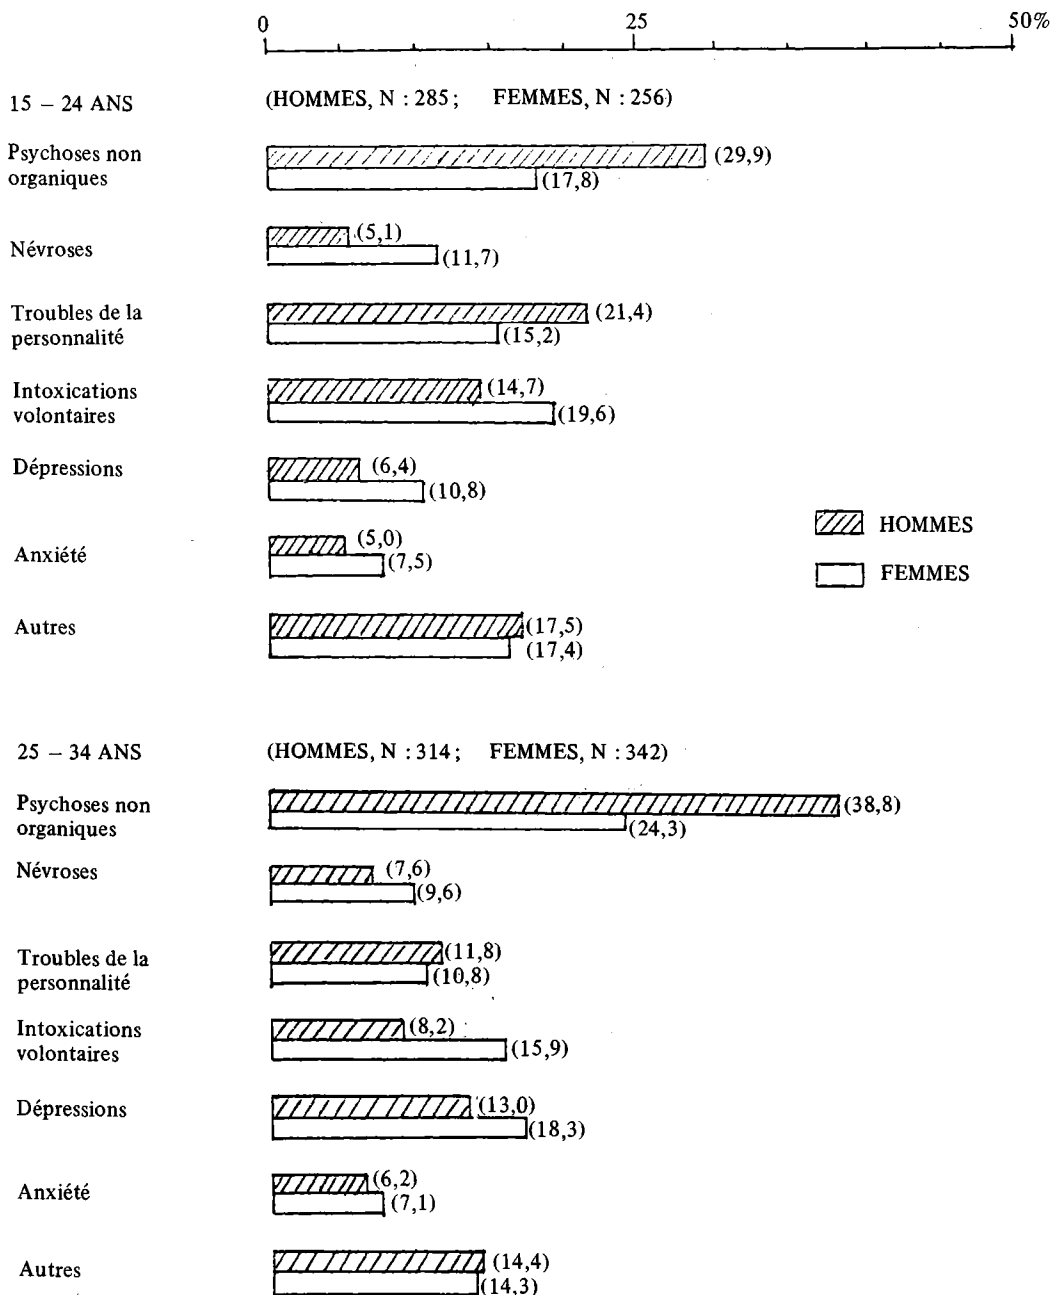 0 25 50%
15 – 24 ANS (HOMMES, N : 285 ; FEMMES, N : 256)
Psychoses non
organiques
(29,9)
(17,8)
Névroses
(5,1)
(11,7)
Troubles de la
personnalité
(21,4)
(15,2)
Intoxications
volontaires
(14,7)
(19,6)
Dépressions
(6,4)
(10,8)
HOMMES
FEMMES
Anxiété
(5,0)
(7,5)
Autres
(17,5)
(17,4)
25 – 34 ANS (HOMMES, N : 314 ; FEMMES, N : 342)
Psychoses non
organiques
(38,8)
(24,3)
Névroses
(7,6)
(9,6)
Troubles de la
personnalité
(11,8)
(10,8)
Intoxications
volontaires
(8,2)
(15,9)
Dépressions
(13,0)
(18,3)
Anxiété
(6,2)
(7,1)
Autres
(14,4)
(14,3)